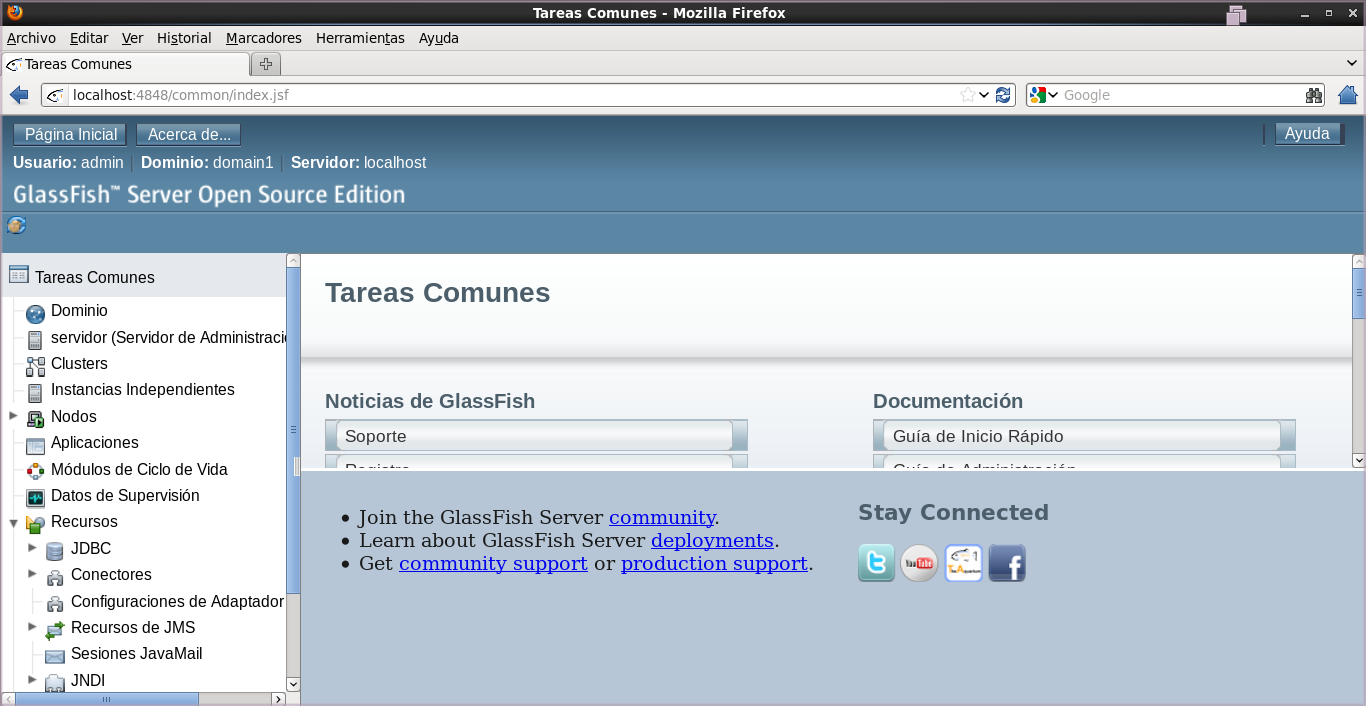 Tareas Comunes - Mozilla Firefox
Archivo Editar Ver Historial Marcadores Herramientas Ayuda
Tareas Comunes
localhost:4848/common/index.jsf Google
Página Inicial Acerca de... Ayuda
Usuario: admin Dominio: domain1 Servidor: localhost
GlassFish™ Server Open Source Edition
Tareas Comunes
Dominio
servidor (Servidor de Administraci
Clusters
Instancias Independientes
Nodos
Aplicaciones
Módulos de Ciclo de Vida
Datos de Supervisión
Recursos
JDBC
Conectores
Configuraciones de Adaptador
Recursos de JMS
Sesiones JavaMail
JNDI
Tareas Comunes
Noticias de GlassFish
Soporte
Registro
Documentación
Guía de Inicio Rápido
Guía de Administración
Join the GlassFish Server community.
Learn about GlassFish Server deployments.
Get community support or production support.
Stay Connected
YouTube